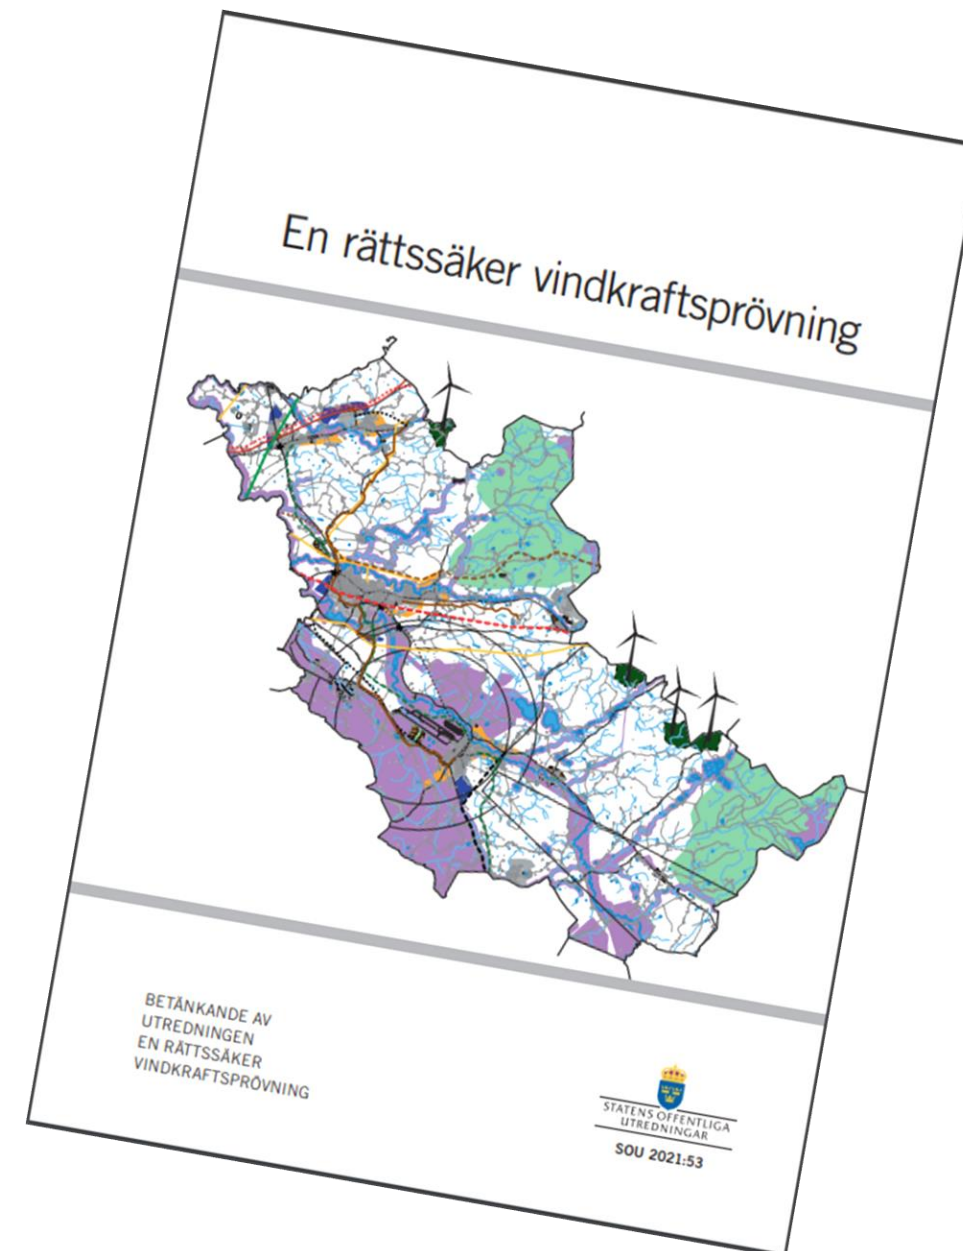 En rättssäker vindkraftsprövning
BETÄNKANDE AV
UTREDNINGEN
EN RÄTTSSÄKER
VINDKRAFTSPRÖVNING
STATENS OFFENTLIGA
UTREDNINGAR
SOU 2021:53